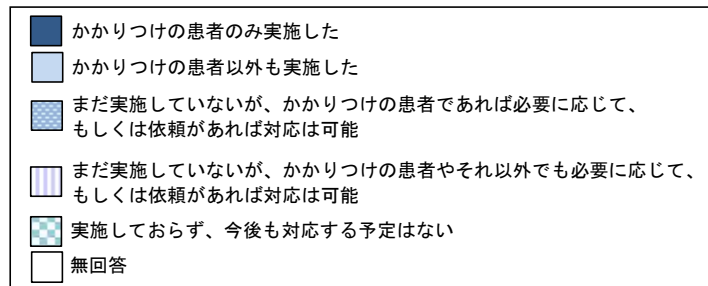 かかりつけの患者のみ実施した
かかりつけの患者以外も実施した
まだ実施していないが、かかりつけの患者であれば必要に応じて、
もしくは依頼があれば対応は可能
まだ実施していないが、かかりつけの患者やそれ以外でも必要に応じて、
もしくは依頼があれば対応は可能
実施しておらず、今後も対応する予定はない
無回答